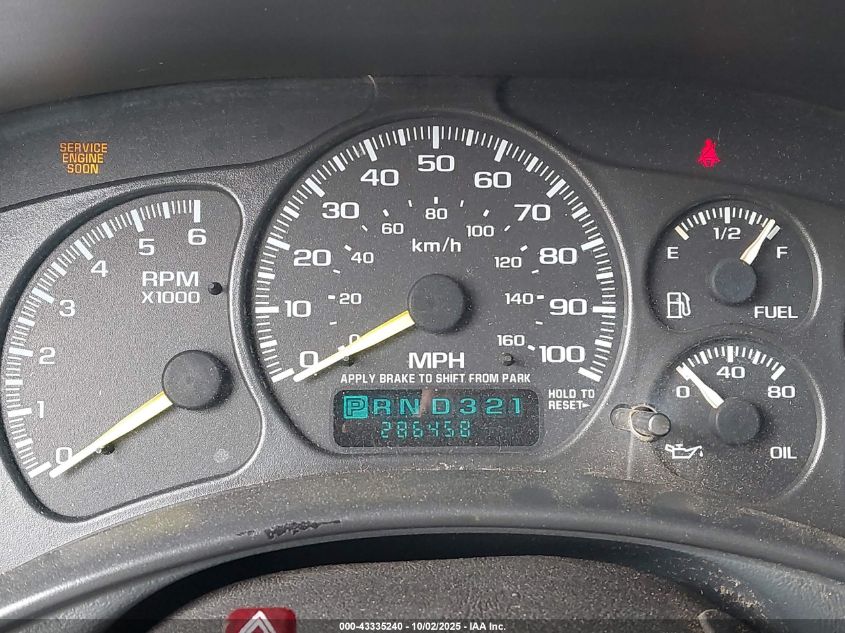 SERVICE
ENGINE
SOON
0
1
2
3
4
5
6
RPM
X1000
0
10
20
30
40
50
60
70
80
90
100
0
20
40
60
80
100
120
140
160
km/h
MPH
APPLY BRAKE TO SHIFT FROM PARK
HOLD TO
RESET
P R N D 3 2 1
286458
E
1/2
F
FUEL
0
40
80
OIL
000-43335240 - 10/02/2025 - IAA Inc.